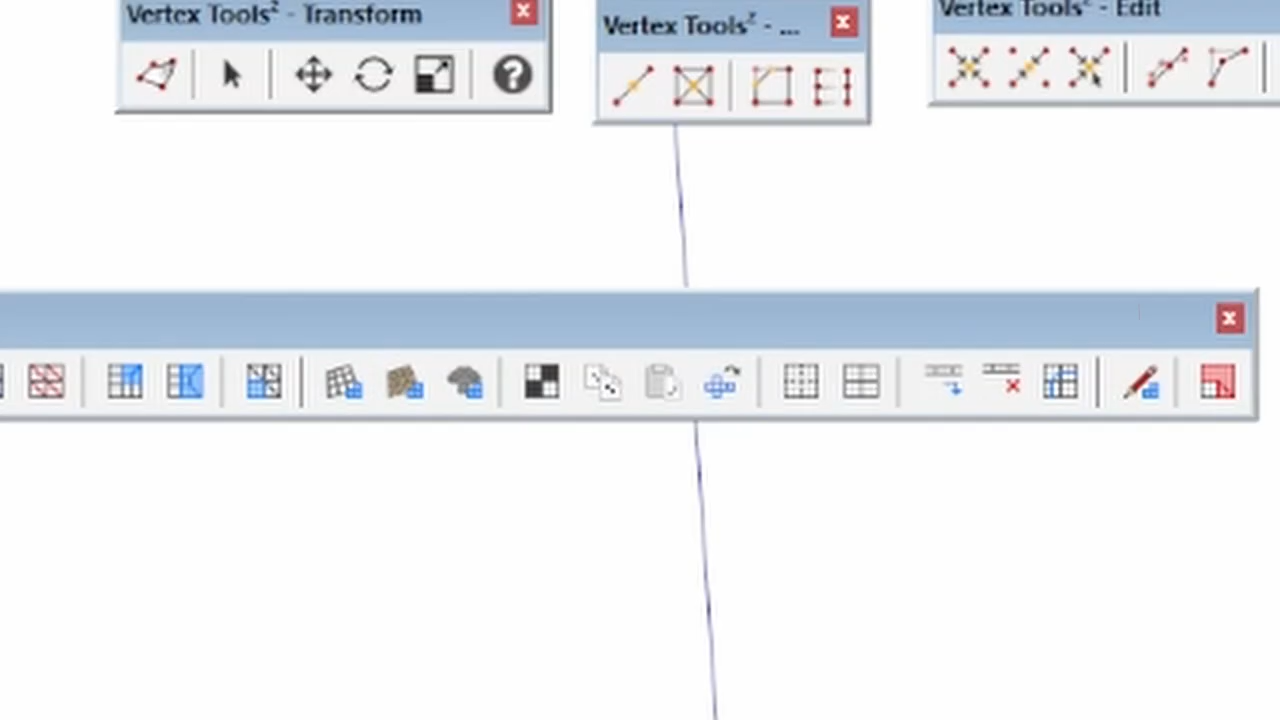 Vertex Tools² - Transform
Vertex Tools² - ...
Vertex Tools² - Edit